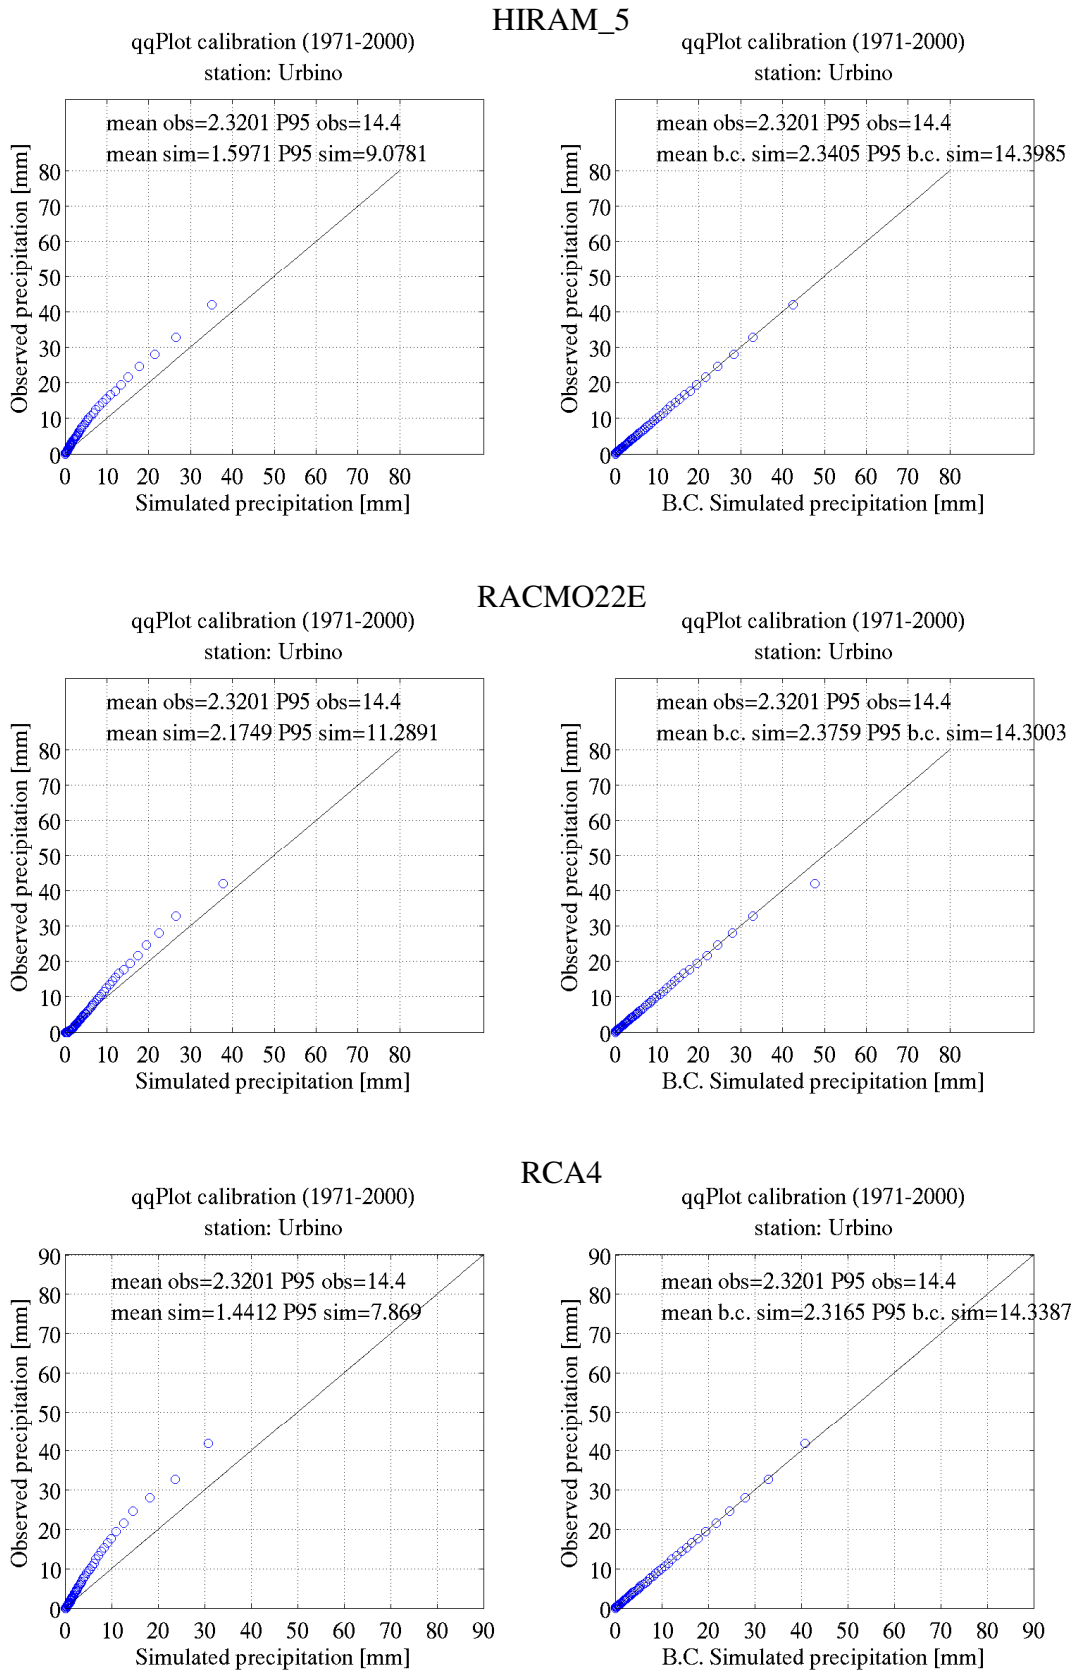 HIRAM_5
qqPlot calibration (1971-2000)
station: Urbino
mean obs=2.3201 P95 obs=14.4
mean sim=1.5971 P95 sim=9.0781
Observed precipitation [mm]
80
70
60
50
40
30
20
10
0
0 10 20 30 40 50 60 70 80
Simulated precipitation [mm]
qqPlot calibration (1971-2000)
station: Urbino
mean obs=2.3201 P95 obs=14.4
mean b.c. sim=2.3405 P95 b.c. sim=14.3985
Observed precipitation [mm]
80
70
60
50
40
30
20
10
0
0 10 20 30 40 50 60 70 80
B.C. Simulated precipitation [mm]
RACMO22E
qqPlot calibration (1971-2000)
station: Urbino
mean obs=2.3201 P95 obs=14.4
mean sim=2.1749 P95 sim=11.2891
Observed precipitation [mm]
80
70
60
50
40
30
20
10
0
0 10 20 30 40 50 60 70 80
Simulated precipitation [mm]
qqPlot calibration (1971-2000)
station: Urbino
mean obs=2.3201 P95 obs=14.4
mean b.c. sim=2.3759 P95 b.c. sim=14.3003
Observed precipitation [mm]
80
70
60
50
40
30
20
10
0
0 10 20 30 40 50 60 70 80
B.C. Simulated precipitation [mm]
RCA4
qqPlot calibration (1971-2000)
station: Urbino
mean obs=2.3201 P95 obs=14.4
mean sim=1.4412 P95 sim=7.869
Observed precipitation [mm]
90
80
70
60
50
40
30
20
10
0
0 10 20 30 40 50 60 70 80 90
Simulated precipitation [mm]
qqPlot calibration (1971-2000)
station: Urbino
mean obs=2.3201 P95 obs=14.4
mean b.c. sim=2.3165 P95 b.c. sim=14.3387
Observed precipitation [mm]
90
80
70
60
50
40
30
20
10
0
0 10 20 30 40 50 60 70 80 90
B.C. Simulated precipitation [mm]